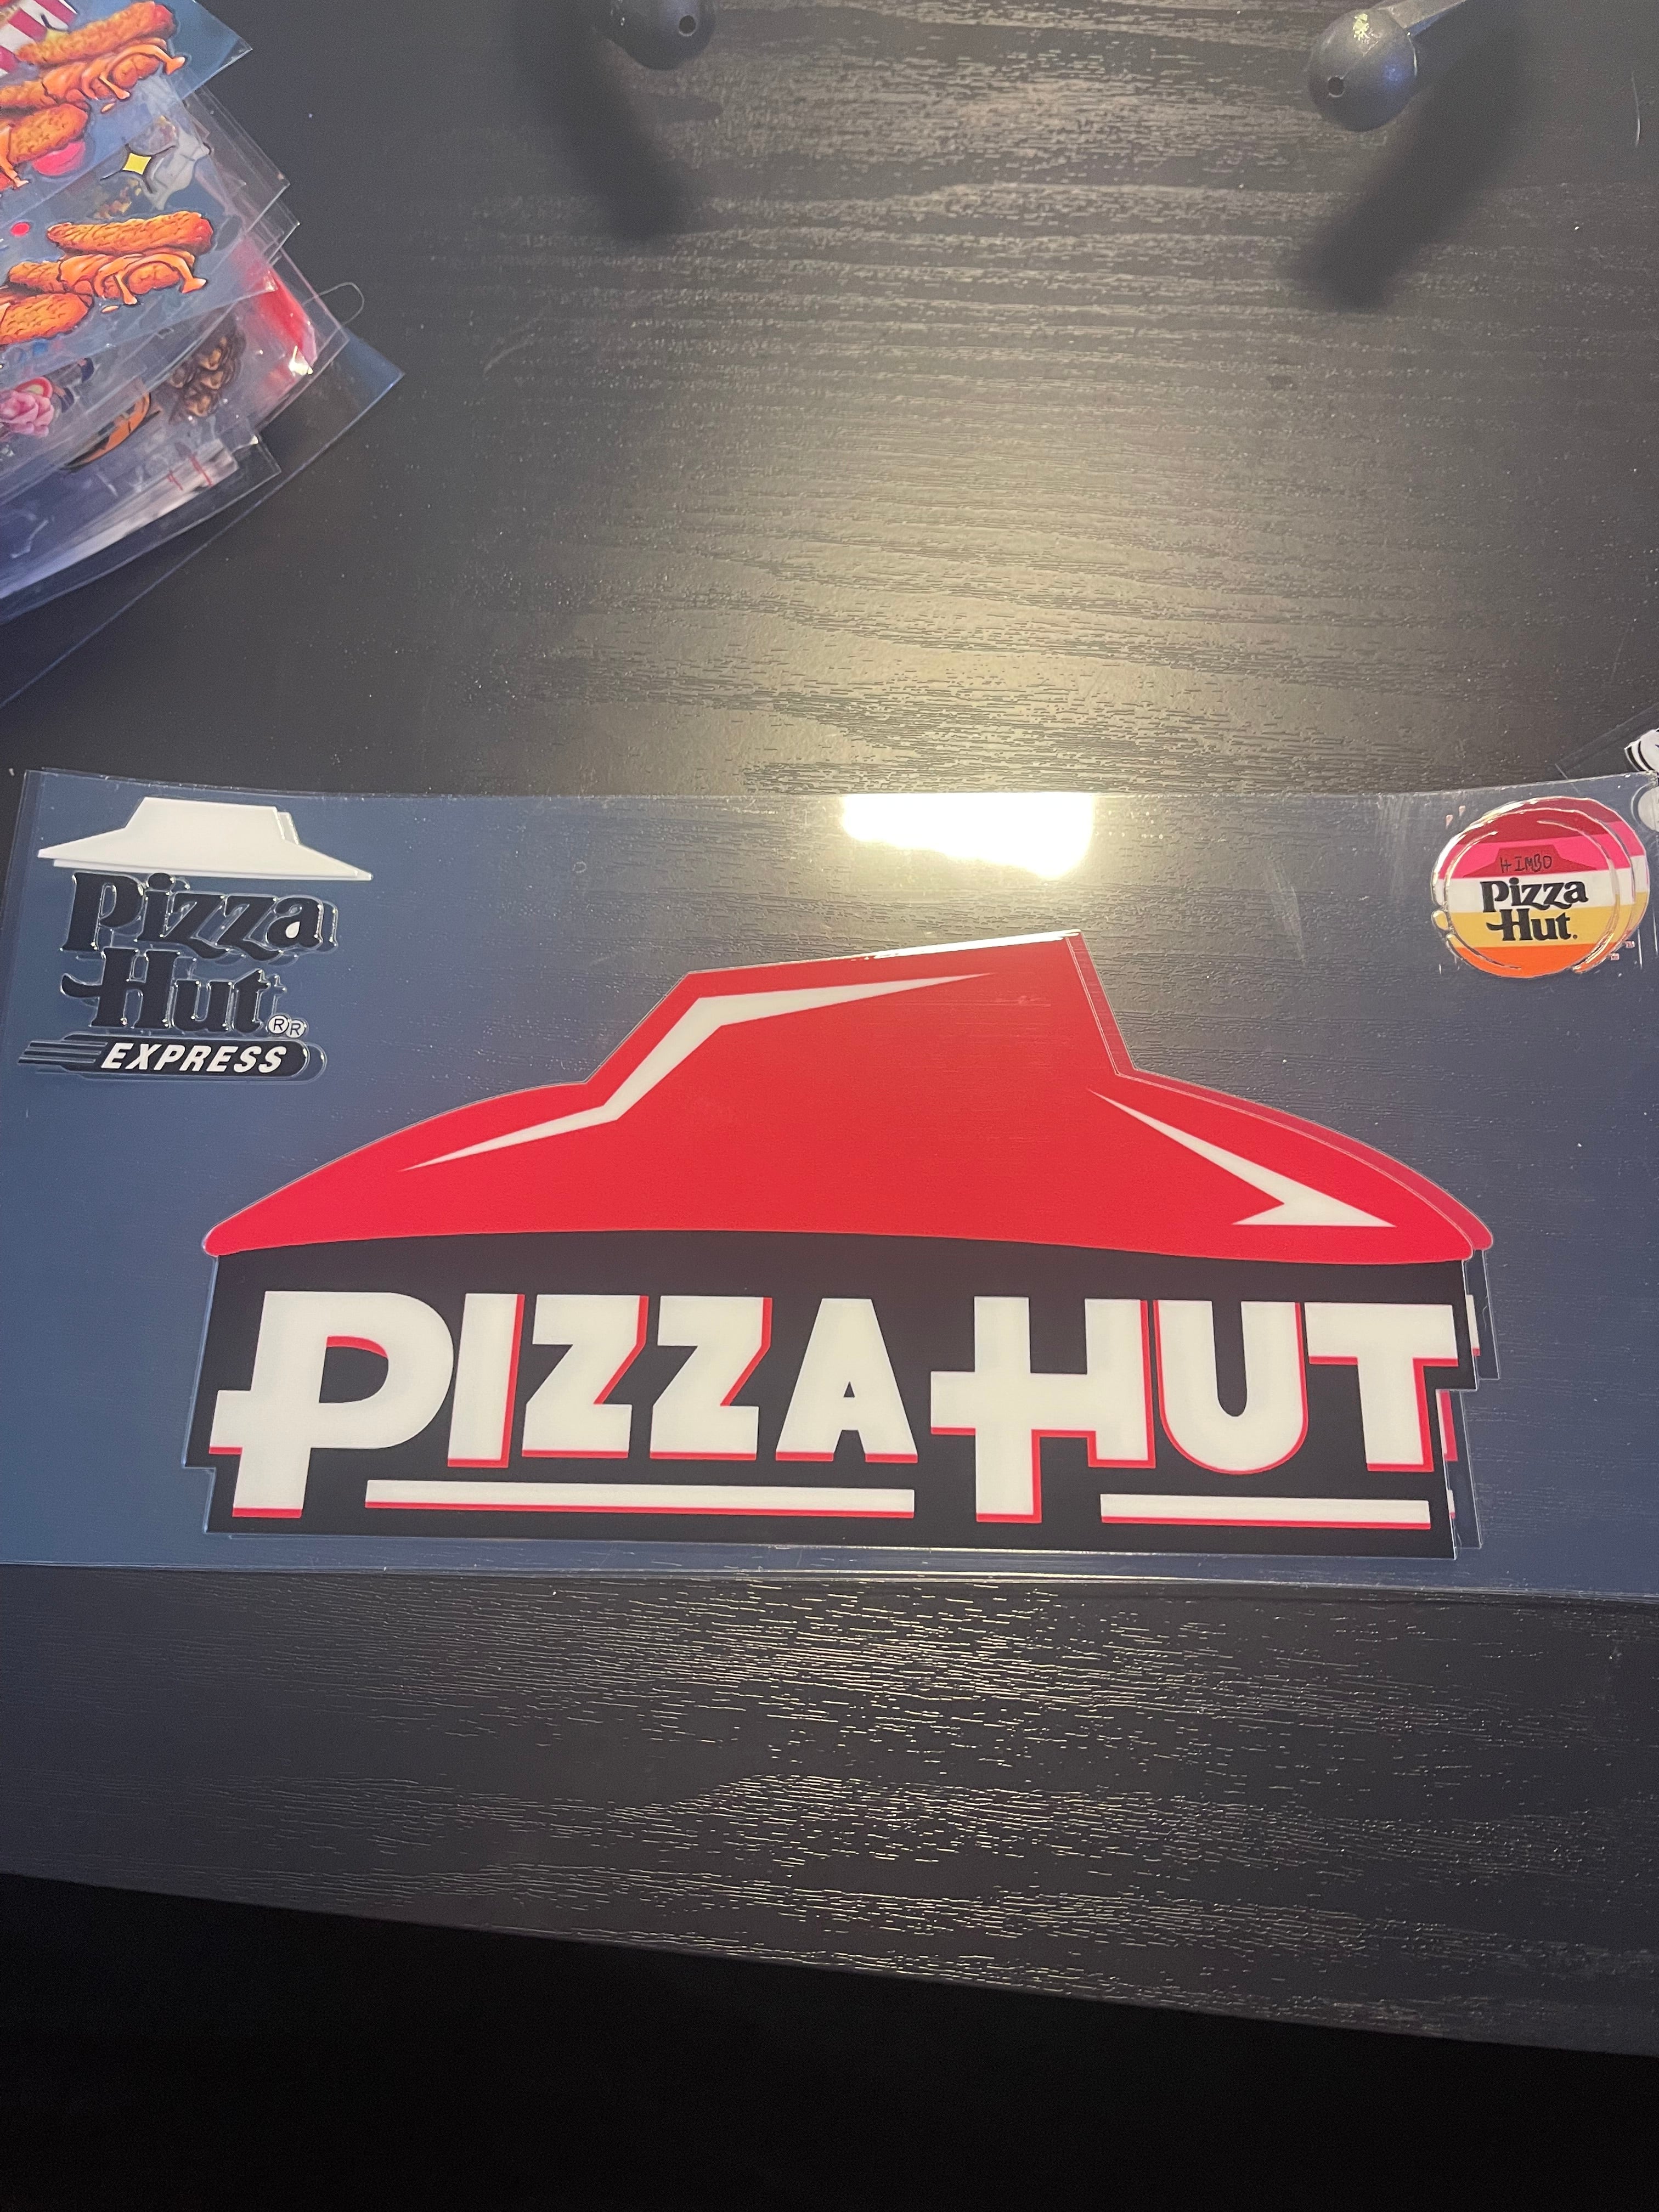 Pizza
Hut ®®
EXPRESS
HIMBO
Pizza
Hut.
PIZZA HUT